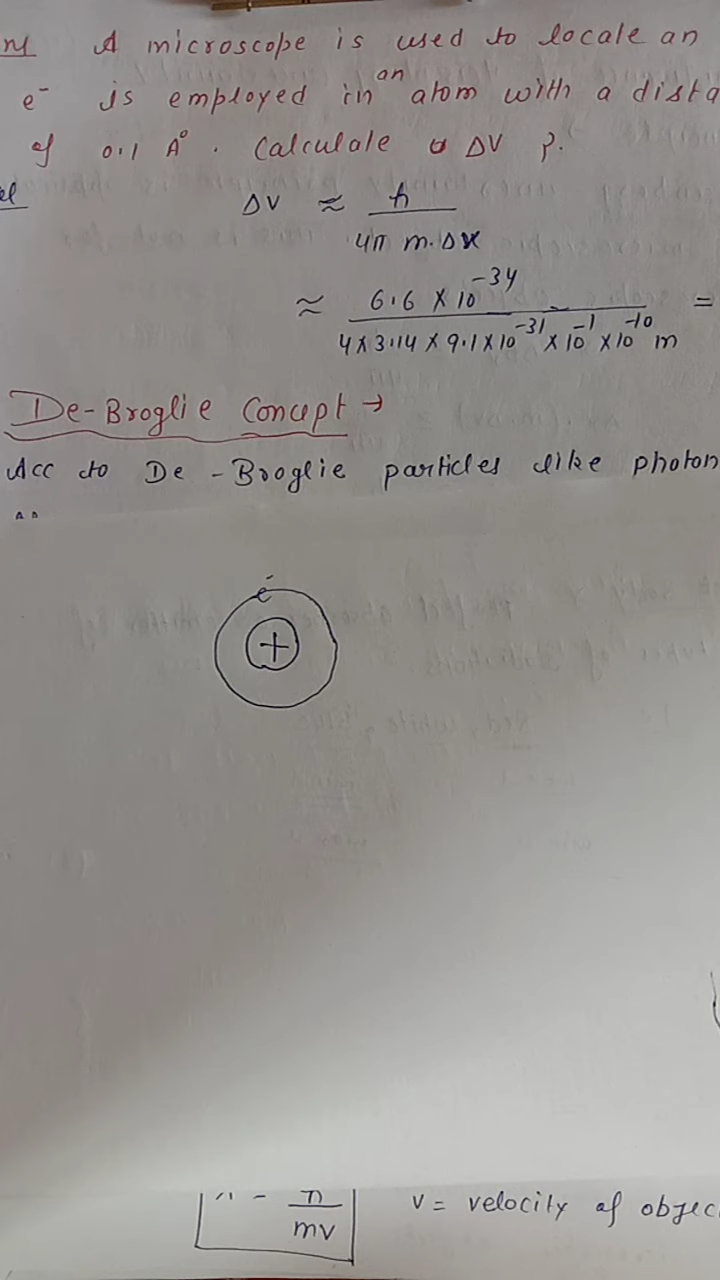 A microscope is used to locale an
e⁻ is employed in an atom with a dista
of 0.1 A° . Calculate ΔV ?.
ΔV ≈ h / 4π m.Δx
≈ 6.6 x 10⁻³⁴ / 4 x 3.14 x 9.1 x 10⁻³¹ x 10⁻¹ x 10⁻¹⁰ m =
De-Broglie Concept →
Acc to De - Broglie particles like photon
e⁻
+
mv
v = velocity of objec